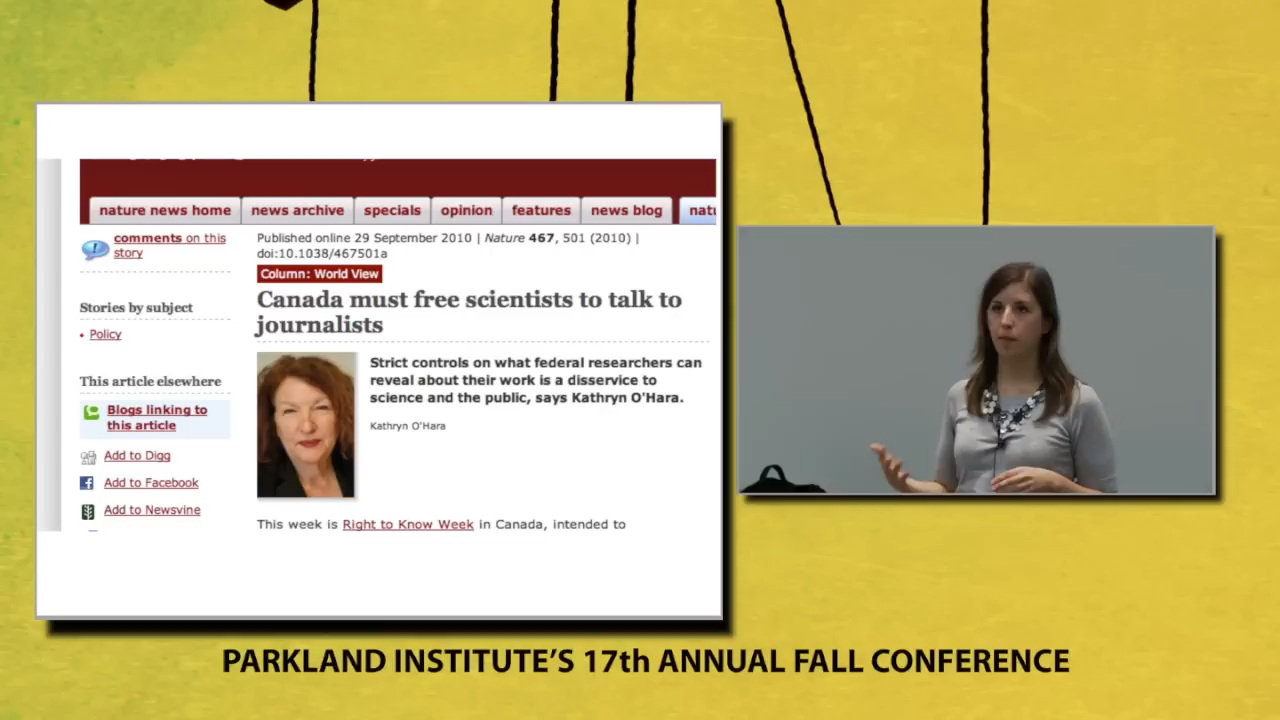 nature news home
news archive
specials
opinion
features
news blog
comments on this
story
Stories by subject
Policy
This article elsewhere
Blogs linking to
this article
Add to Digg
Add to Facebook
Add to Newsvine
Published online 29 September 2010 | Nature 467, 501 (2010) |
doi:10.1038/467501a
Column: World View
Canada must free scientists to talk to
journalists
Strict controls on what federal researchers can
reveal about their work is a disservice to
science and the public, says Kathryn O'Hara.
Kathryn O'Hara
This week is Right to Know Week in Canada, intended to
PARKLAND INSTITUTE'S 17th ANNUAL FALL CONFERENCE